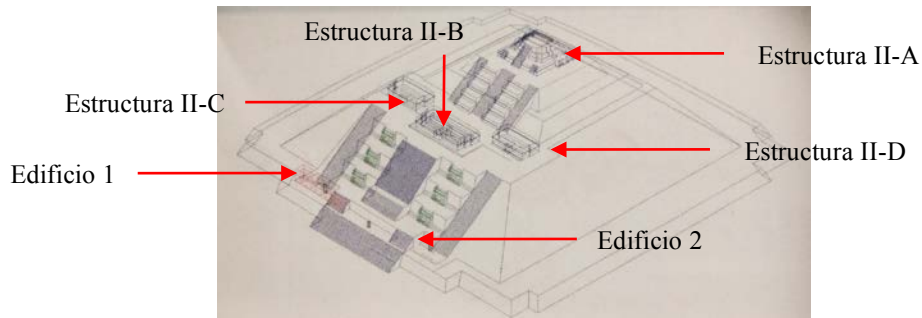 Estructura II-B
Estructura II-A
Estructura II-C
Estructura II-D
Edificio 1
Edificio 2